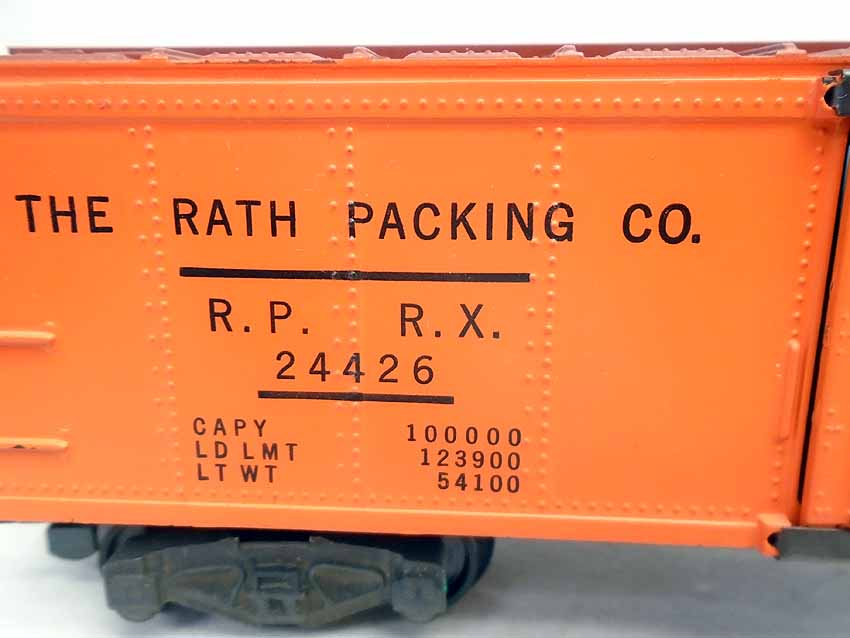 THE RATH PACKING CO.
R.P. R.X.
24426
CAPY 100000
LD LMT 123900
LT WT 54100